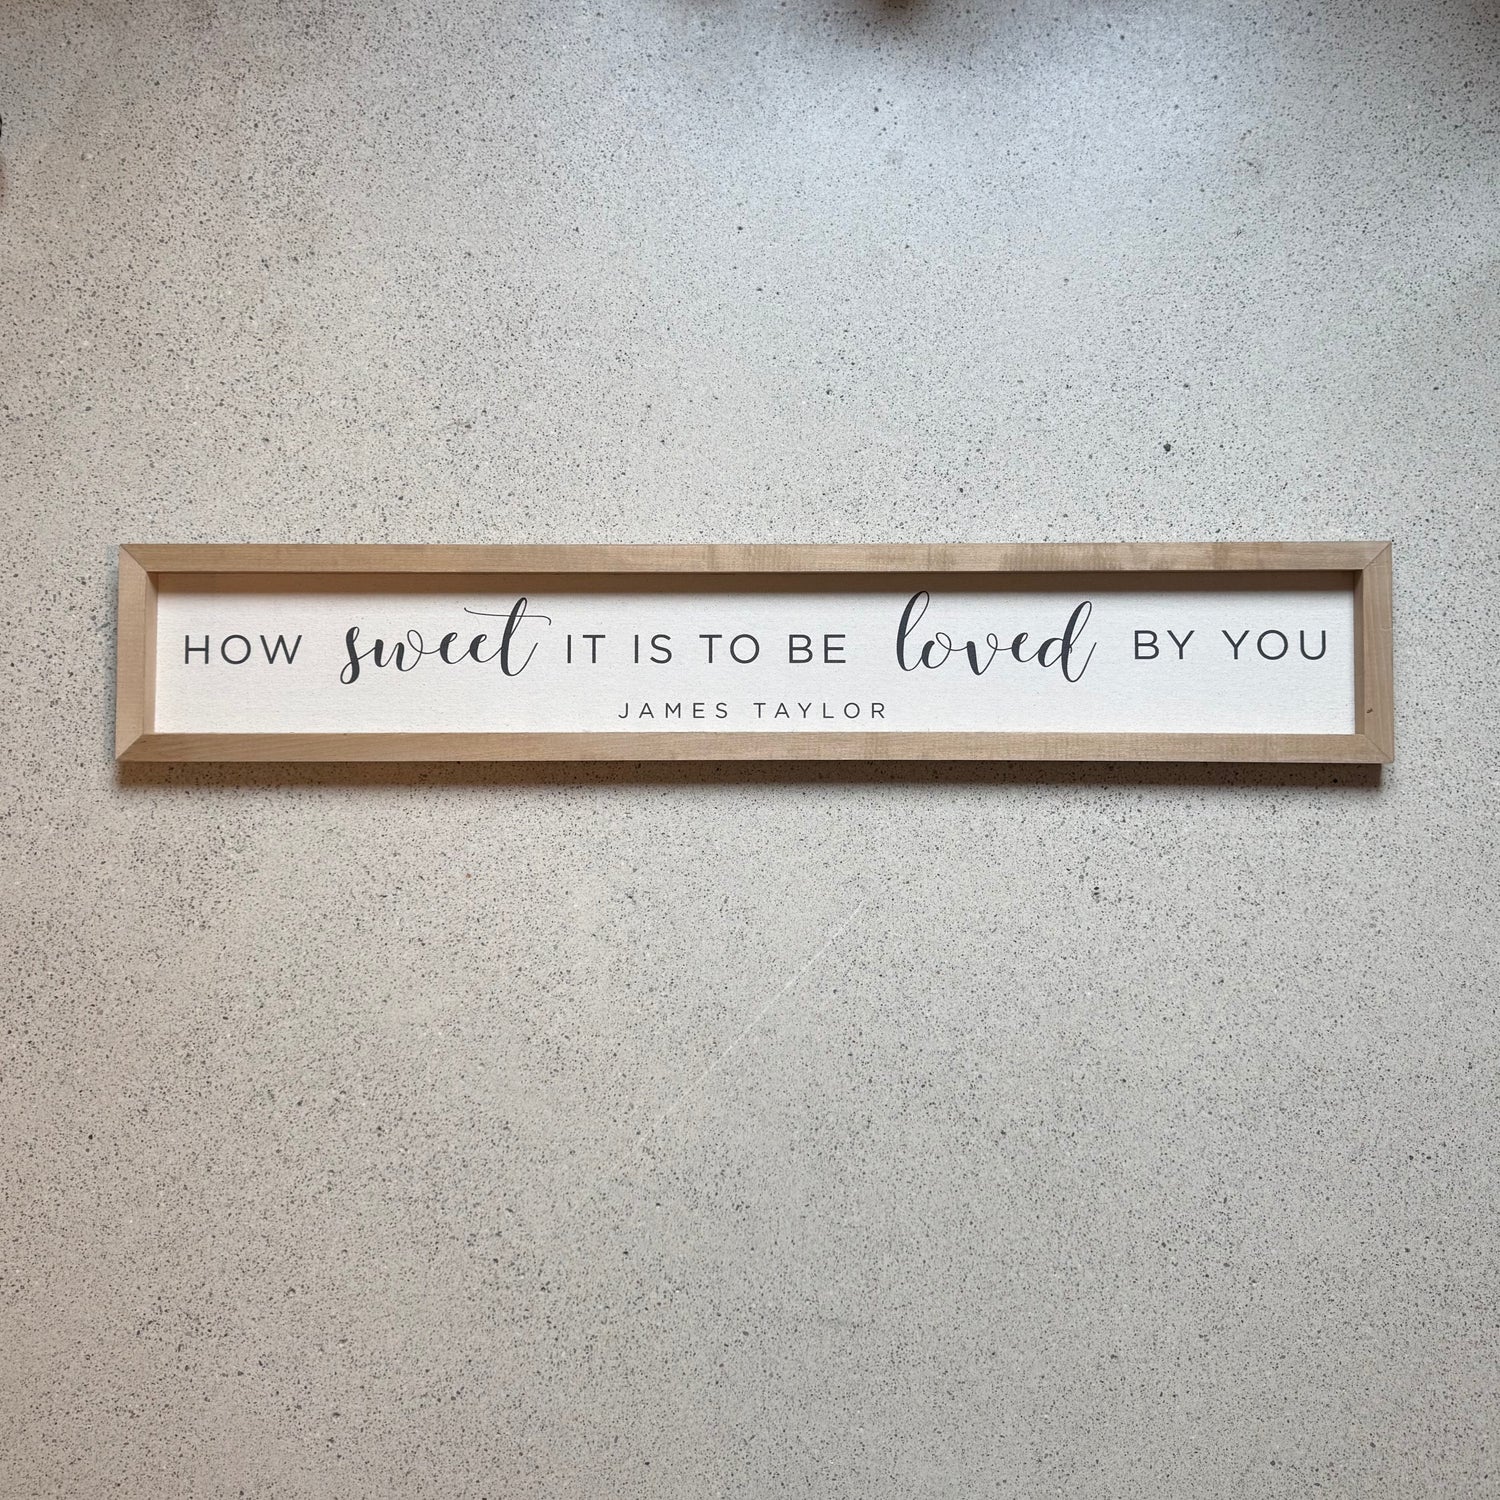 HOW sweet IT IS TO BE loved BY YOU
JAMES TAYLOR